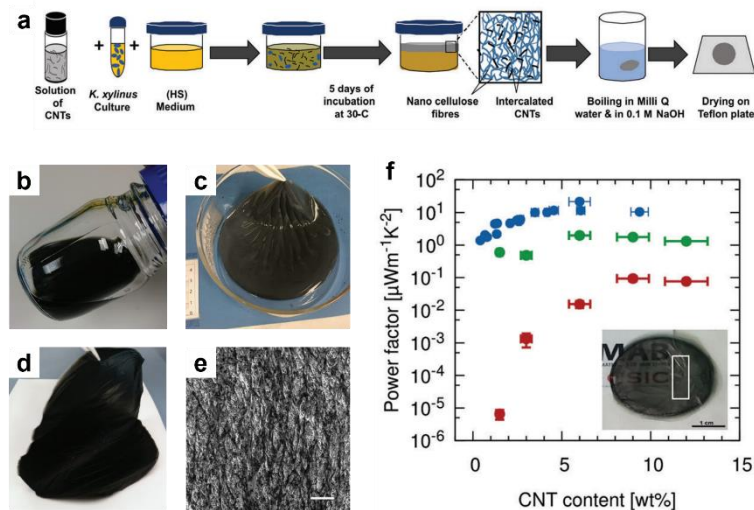 a
Solution
of CNTs
+
K. xylinus
Culture
+
(HS)
Medium
5 days of
incubation
at 30-C
Nano cellulose
fibres
Intercalated
CNTs
Boiling in Milli Q
water & in 0.1 M NaOH
Drying on
Teflon plate
b
c
d
e
f
Power factor [µWm⁻¹K⁻²]
10²
10¹
10⁰
10⁻¹
10⁻²
10⁻³
10⁻⁴
10⁻⁵
10⁻⁶
0 5 10 15
CNT content [wt%]
SIC
1 cm